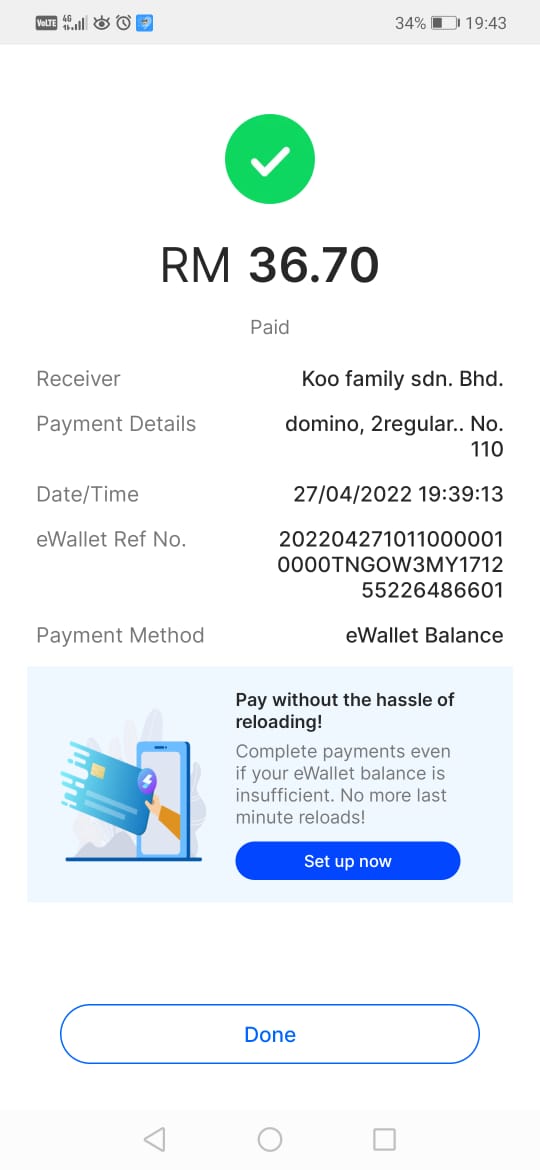 VoLTE 4G 34% 19:43
RM 36.70
Paid
Receiver Koo family sdn. Bhd.
Payment Details domino, 2regular.. No.
110
Date/Time 27/04/2022 19:39:13
eWallet Ref No. 202204271011000001
0000TNGOW3MY1712
55226486601
Payment Method eWallet Balance
Pay without the hassle of
reloading!
Complete payments even
if your eWallet balance is
insufficient. No more last
minute reloads!
Set up now
Done